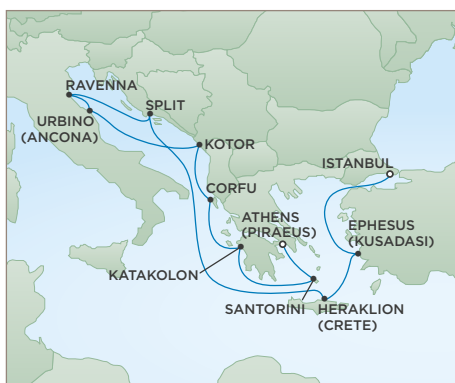 RAVENNA
SPLIT
URBINO
(ANCONA)
KOTOR
ISTANBUL
CORFU
ATHENS
(PIRAEUS)
EPHESUS
(KUSADASI)
KATAKOLON
SANTORINI
HERAKLION
(CRETE)